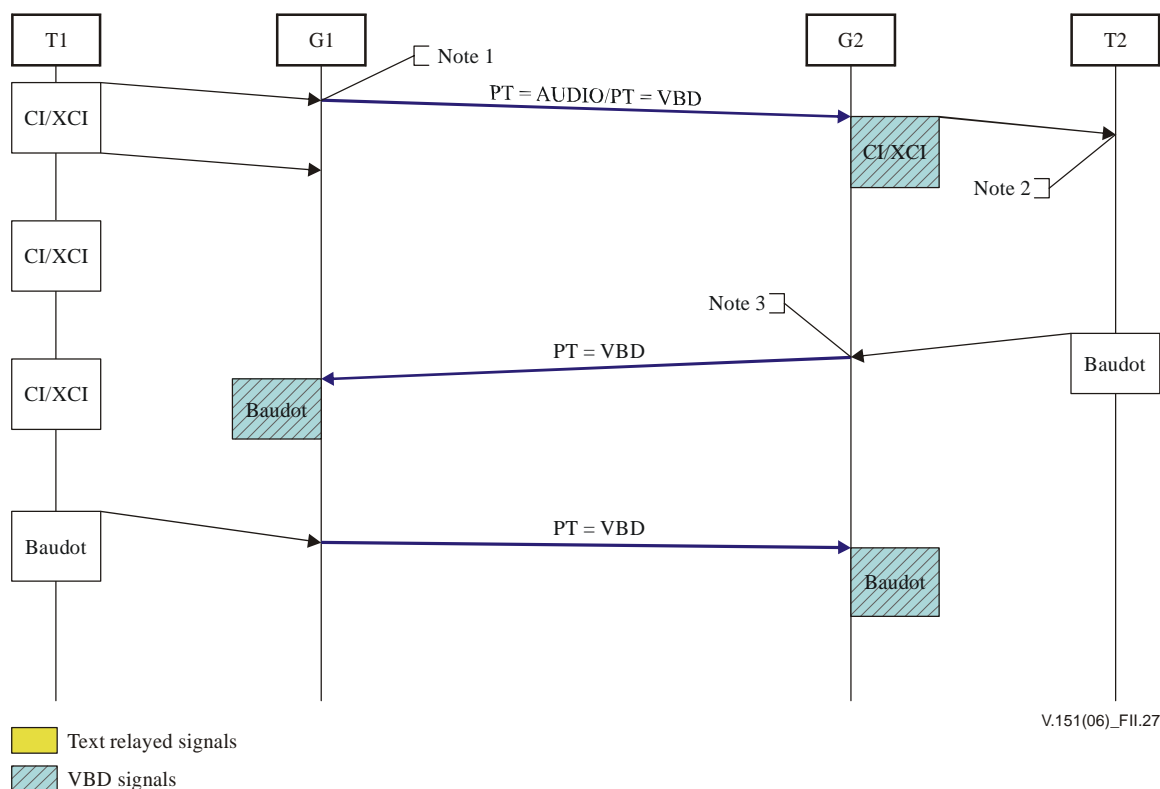 T1 G1 G2 T2
Note 1
PT = AUDIO/PT = VBD
CI/XCI
CI/XCI
Note 2
CI/XCI
Note 3
PT = VBD
Baudot
CI/XCI
Baudot
PT = VBD
Baudot
Baudot
V.151(06)_FII.27
Text relayed signals
VBD signals